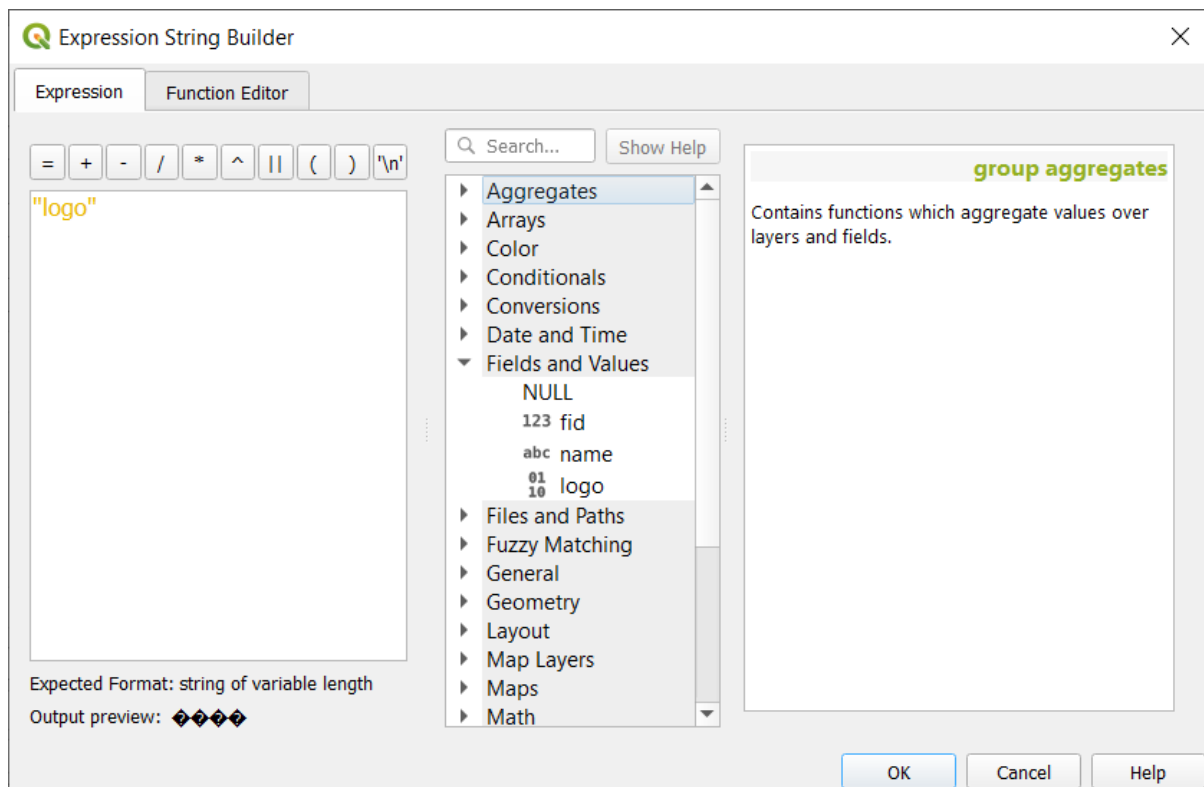 Expression String Builder
Expression
Function Editor
= + - / * ^ || ( ) '\n'
"logo"
Expected Format: string of variable length
Output preview: ����
Search...
Show Help
Aggregates
Arrays
Color
Conditionals
Conversions
Date and Time
Fields and Values
NULL
123 fid
abc name
01
10 logo
Files and Paths
Fuzzy Matching
General
Geometry
Layout
Map Layers
Maps
Math
group aggregates
Contains functions which aggregate values over
layers and fields.
OK
Cancel
Help